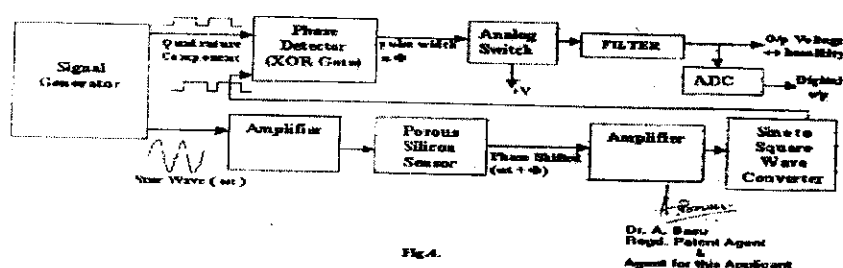 Signal
Generator
Quadrature
Component
Phase
Detector
(XOR Gate)
pulse width
α Φ
Analog
Switch
+V
FILTER
O/p Voltage
↔ humidity
ADC
Digital
o/p
Sine Wave (ωt)
Amplifier
Porous
Silicon
Sensor
Phase Shifted
(ωt + Φ)
Amplifier
Sine to
Square
Wave
Converter
Dr. A. Basu
Regd. Patent Agent
&
Agent for this Applicant
Fig.4.